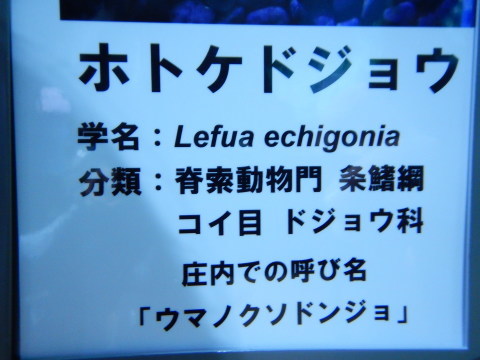 ホトケドジョウ
学名：Lefua echigonia
分類：脊索動物門 条鰭綱
コイ目 ドジョウ科
庄内での呼び名
「ウマノクソドンジョ」